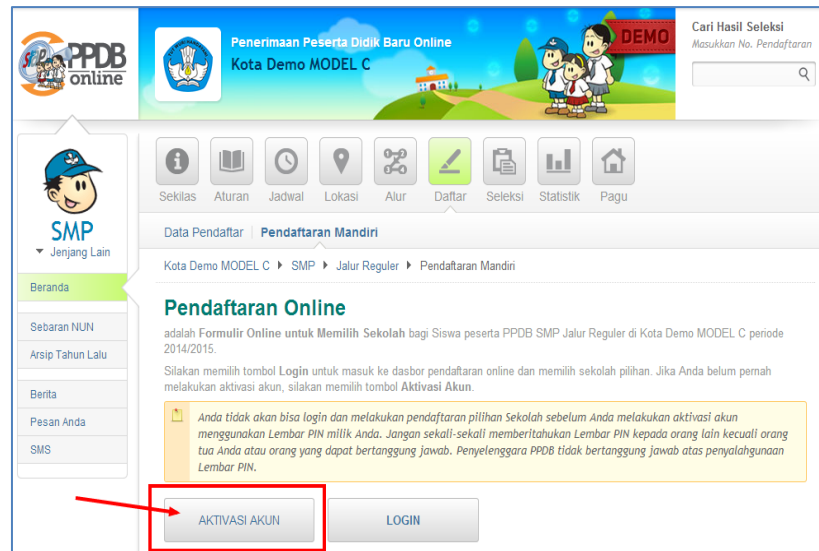 PPDB
online
Penerimaan Peserta Didik Baru Online
Kota Demo MODEL C
DEMO
Cari Hasil Seleksi
Masukkan No. Pendaftaran
SMP
Jenjang Lain
Beranda
Sebaran NUN
Arsip Tahun Lalu
Berita
Pesan Anda
SMS
Sekilas Aturan Jadwal Lokasi Alur Daftar Seleksi Statistik Pagu
Data Pendaftar | Pendaftaran Mandiri
Kota Demo MODEL C SMP Jalur Reguler Pendaftaran Mandiri
Pendaftaran Online
adalah Formulir Online untuk Memilih Sekolah bagi Siswa peserta PPDB SMP Jalur Reguler di Kota Demo MODEL C periode
2014/2015.
Silakan memilih tombol Login untuk masuk ke dasbor pendaftaran online dan memilih sekolah pilihan. Jika Anda belum pernah
melakukan aktivasi akun, silakan memilih tombol Aktivasi Akun.
Anda tidak akan bisa login dan melakukan pendaftaran pilihan Sekolah sebelum Anda melakukan aktivasi akun
menggunakan Lembar PIN milik Anda. Jangan sekali-sekali memberitahukan Lembar PIN kepada orang lain kecuali orang
tua Anda atau orang yang dapat bertanggung jawab. Penyelenggara PPDB tidak bertanggung jawab atas penyalahgunaan
Lembar PIN.
AKTIVASI AKUN
LOGIN